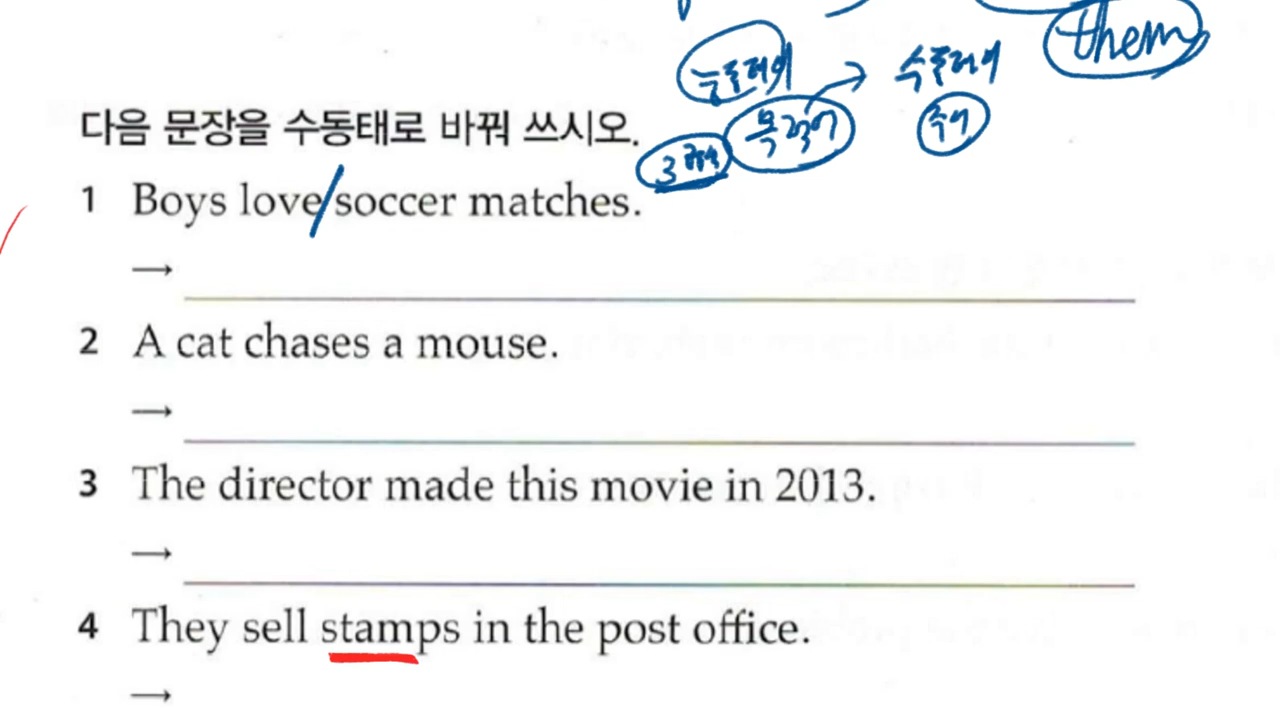 them
능동태의 → 수동태의
목적어 주어
3형식
다음 문장을 수동태로 바꿔 쓰시오.
1 Boys love/soccer matches.
→
2 A cat chases a mouse.
→
3 The director made this movie in 2013.
→
4 They sell stamps in the post office.
→